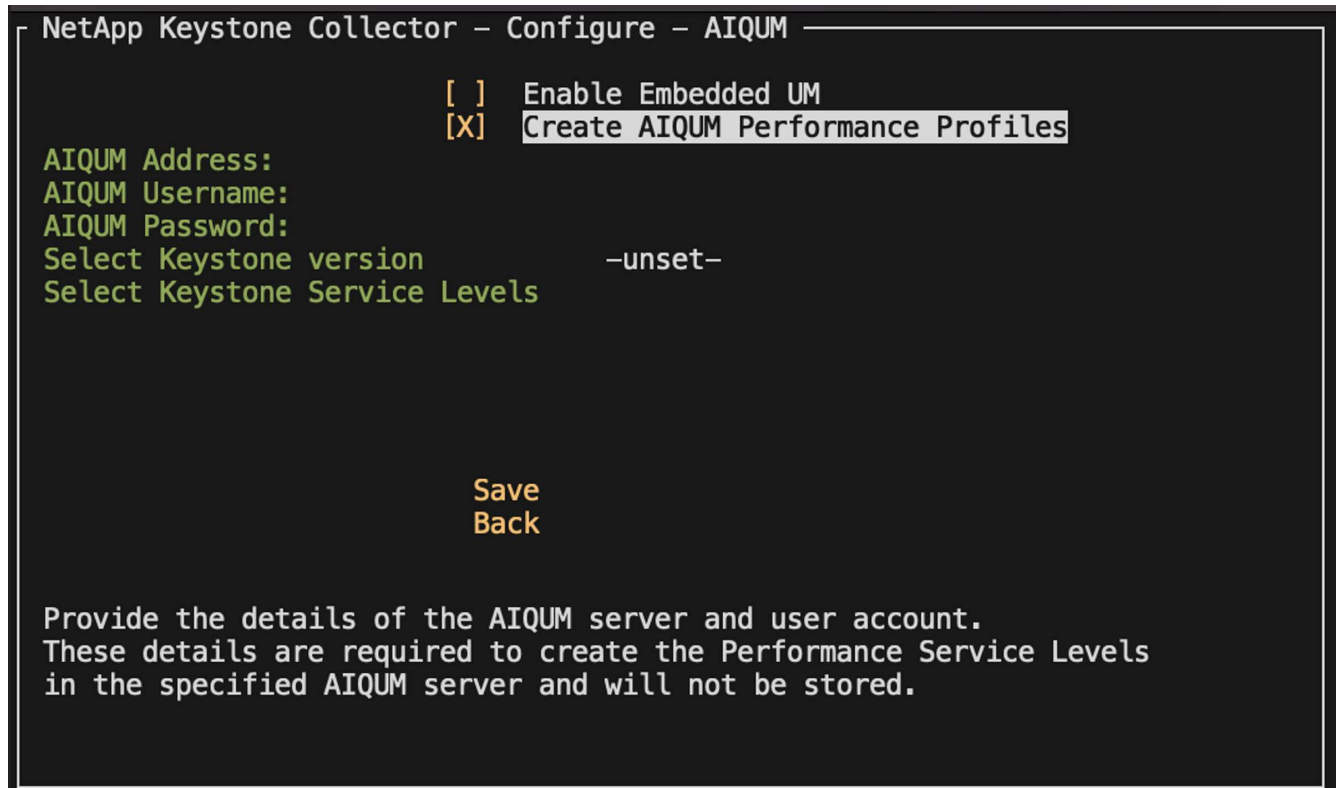 NetApp Keystone Collector – Configure – AIQUM
[ ] Enable Embedded UM
[X] Create AIQUM Performance Profiles
AIQUM Address:
AIQUM Username:
AIQUM Password:
Select Keystone version –unset–
Select Keystone Service Levels
Save
Back
Provide the details of the AIQUM server and user account.
These details are required to create the Performance Service Levels
in the specified AIQUM server and will not be stored.